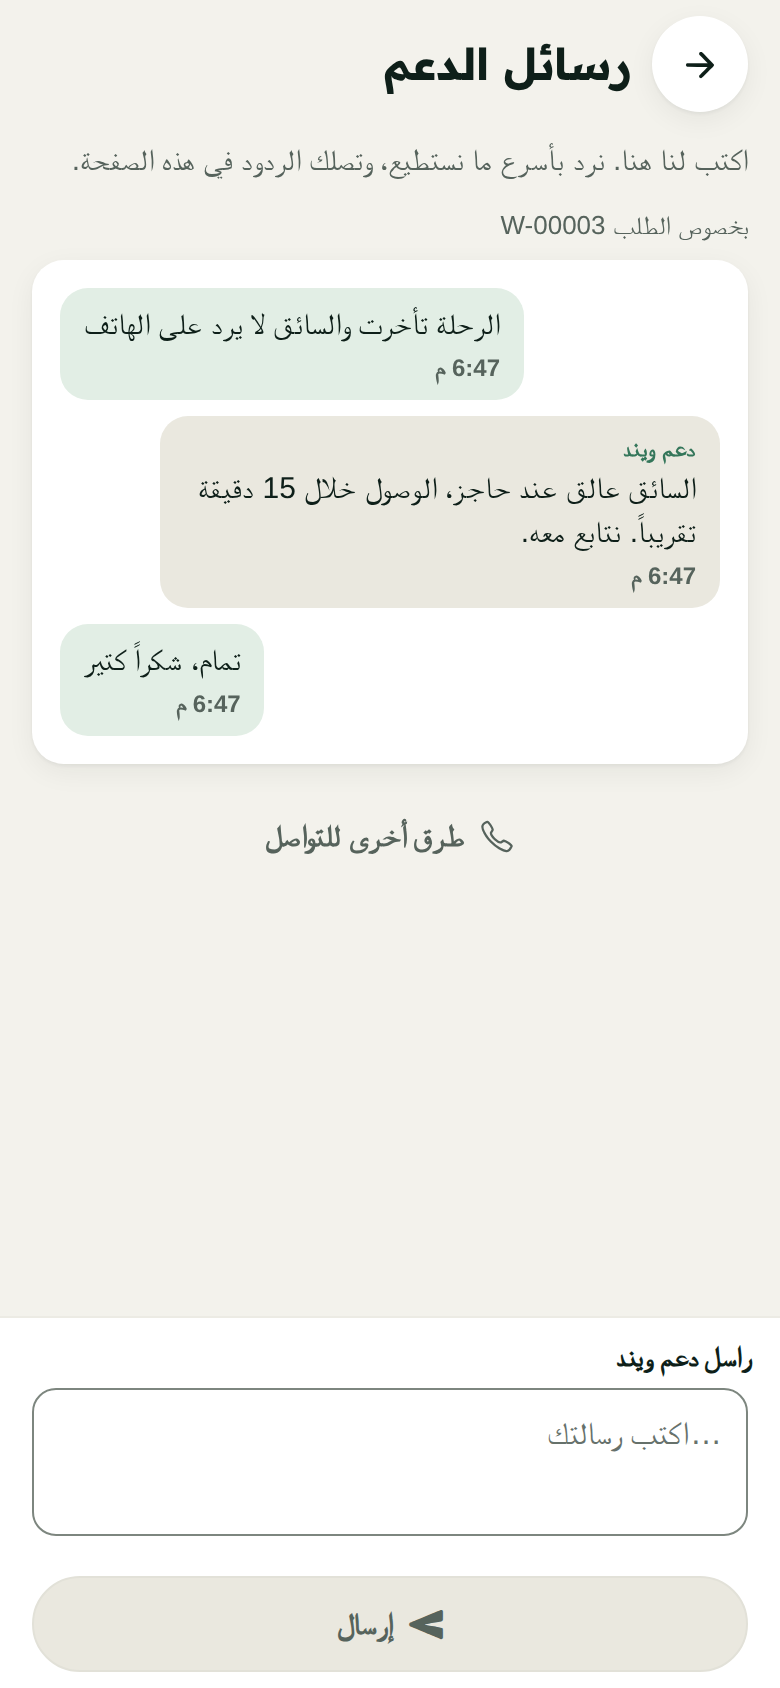 رسائل الدعم
اكتب لنا هنا. نرد بأسرع ما نستطيع، وتصلك الردود في هذه الصفحة.
بخصوص الطلب W-00003
الرحلة تأخرت والسائق لا يرد على الهاتف
6:47 م
دعم ويند
السائق عالق عند حاجز، الوصول خلال 15 دقيقة
تقريباً. نتابع معه.
6:47 م
تمام، شكراً كتير
6:47 م
طرق أخرى للتواصل
راسل دعم ويند
اكتب رسالتك...
إرسال